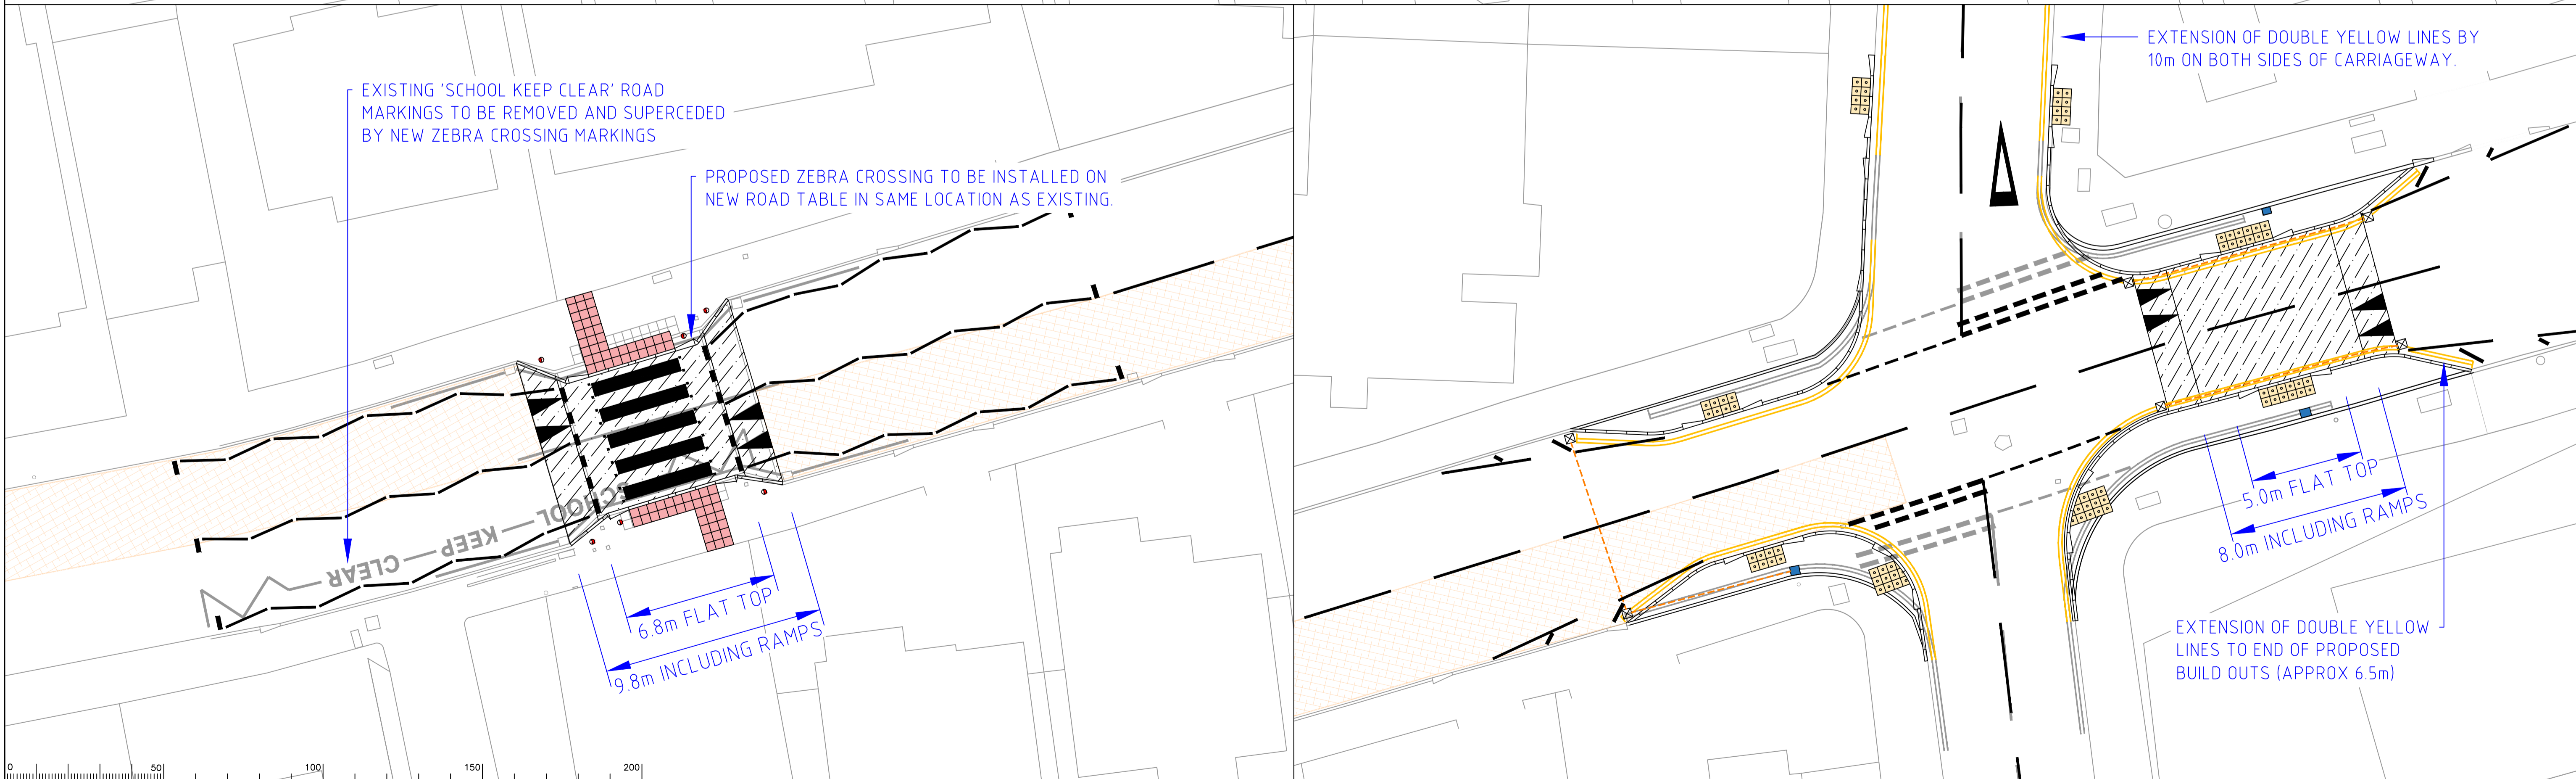 EXISTING 'SCHOOL KEEP CLEAR' ROAD
MARKINGS TO BE REMOVED AND SUPERCEDED
BY NEW ZEBRA CROSSING MARKINGS
PROPOSED ZEBRA CROSSING TO BE INSTALLED ON
NEW ROAD TABLE IN SAME LOCATION AS EXISTING.
SCHOOL
KEEP
CLEAR
6.8m FLAT TOP
9.8m INCLUDING RAMPS
0
50
100
150
200
EXTENSION OF DOUBLE YELLOW LINES BY
10m ON BOTH SIDES OF CARRIAGEWAY.
5.0m FLAT TOP
8.0m INCLUDING RAMPS
EXTENSION OF DOUBLE YELLOW
LINES TO END OF PROPOSED
BUILD OUTS (APPROX 6.5m)